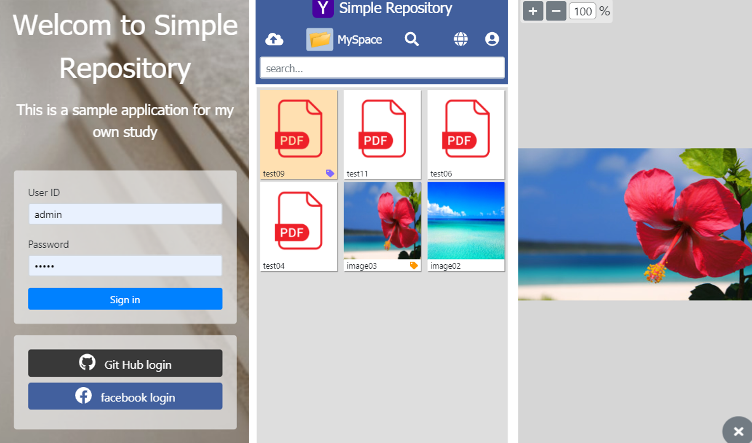 Welcom to Simple
Repository
This is a sample application for my
own study
User ID
admin
Password
•••••
Sign in
Git Hub login
facebook login
Y
Simple Repository
MySpace
search...
PDF
test09
PDF
test11
PDF
test06
PDF
test04
image03
image02
100 %